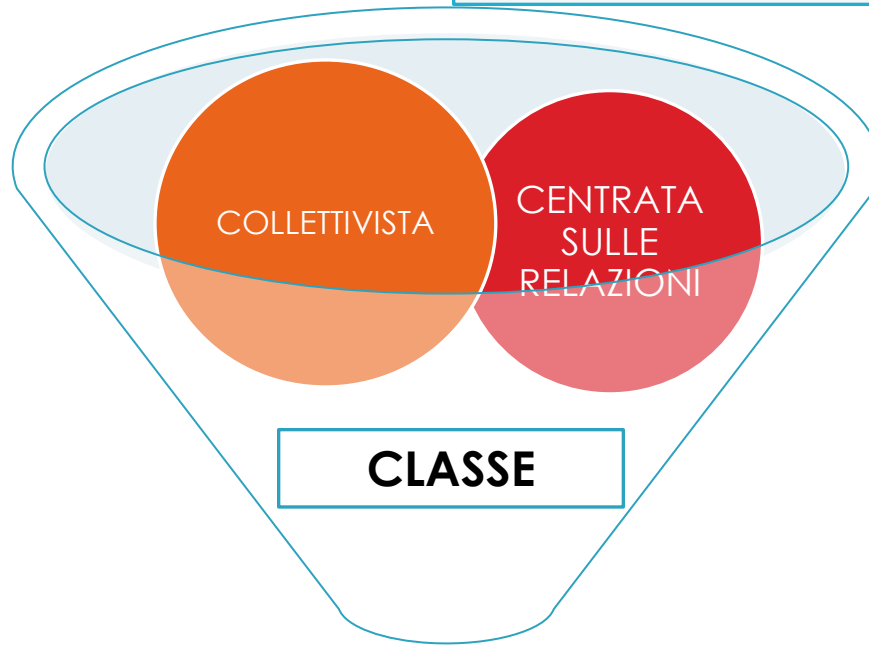 COLLETTIVISTA
CENTRATA
SULLE
RELAZIONI
CLASSE